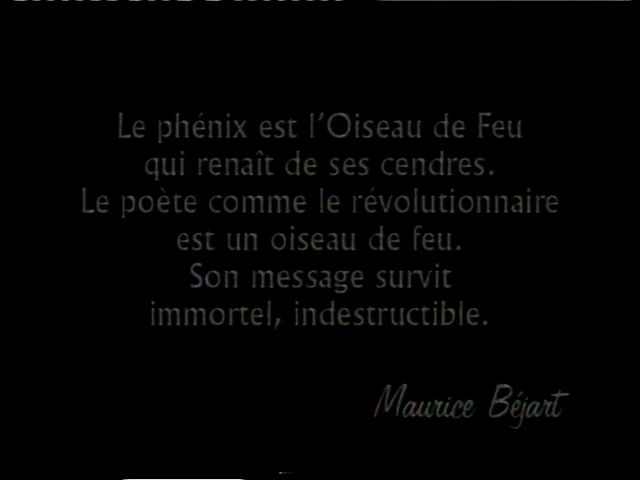 Le phénix est l'Oiseau de Feu
qui renaît de ses cendres.
Le poète comme le révolutionnaire
est un oiseau de feu.
Son message survit
immortel, indestructible.
Maurice Béjart